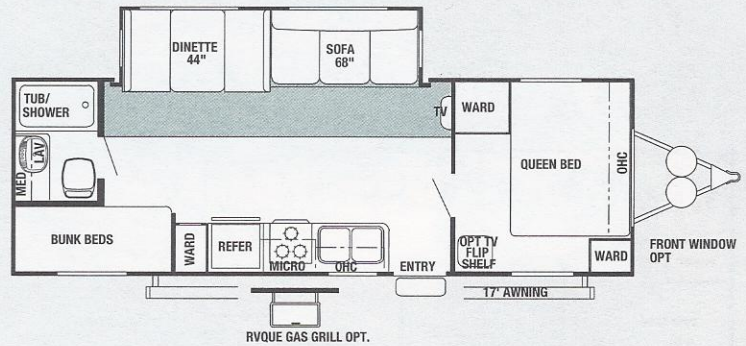 DINETTE
44"
SOFA
68"
TUB/
SHOWER
TV
WARD
MED
LAV
QUEEN BED
OHC
BUNK BEDS
WARD
REFER
MICRO
OHC
ENTRY
OPT TV
FLIP
SHELF
WARD
FRONT WINDOW
OPT
17' AWNING
RVQUE GAS GRILL OPT.